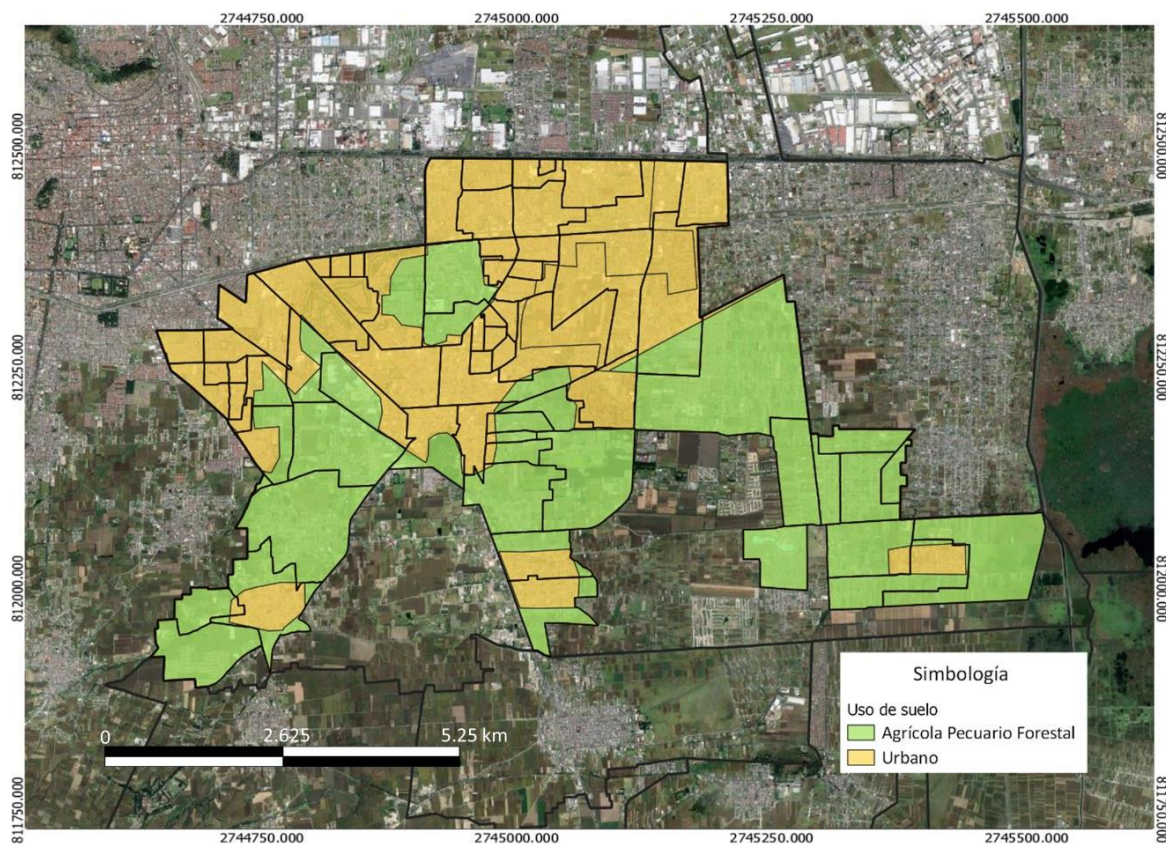 2744750.000 2745000.000 2745250.000 2745500.000
812500.000 812500.000
812250.000 812250.000
812000.000 812000.000
811750.000 811750.000
Simbología
Uso de suelo
Agrícola Pecuario Forestal
Urbano
0 2.625 5.25 km
2744750.000 2745000.000 2745250.000 2745500.000